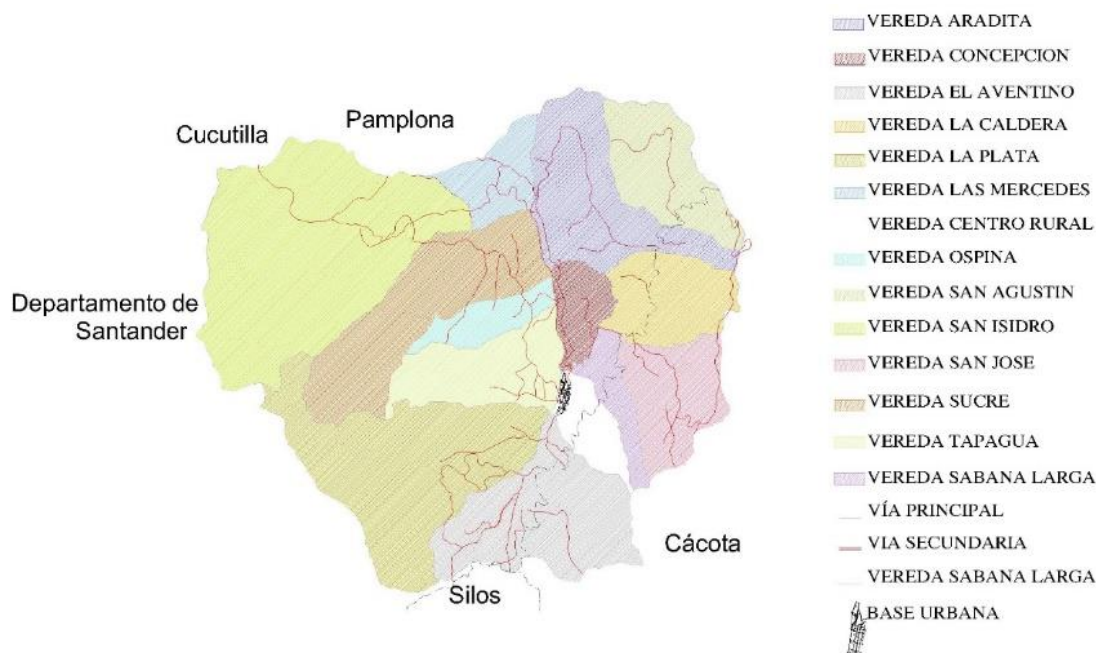 Pamplona
Cucutilla
Departamento de
Santander
Cácota
Silos
VEREDA ARADITA
VEREDA CONCEPCION
VEREDA EL AVENTINO
VEREDA LA CALDERA
VEREDA LA PLATA
VEREDA LAS MERCEDES
VEREDA CENTRO RURAL
VEREDA OSPINA
VEREDA SAN AGUSTIN
VEREDA SAN ISIDRO
VEREDA SAN JOSE
VEREDA SUCRE
VEREDA TAPAGUA
VEREDA SABANA LARGA
VÍA PRINCIPAL
VIA SECUNDARIA
VEREDA SABANA LARGA
BASE URBANA